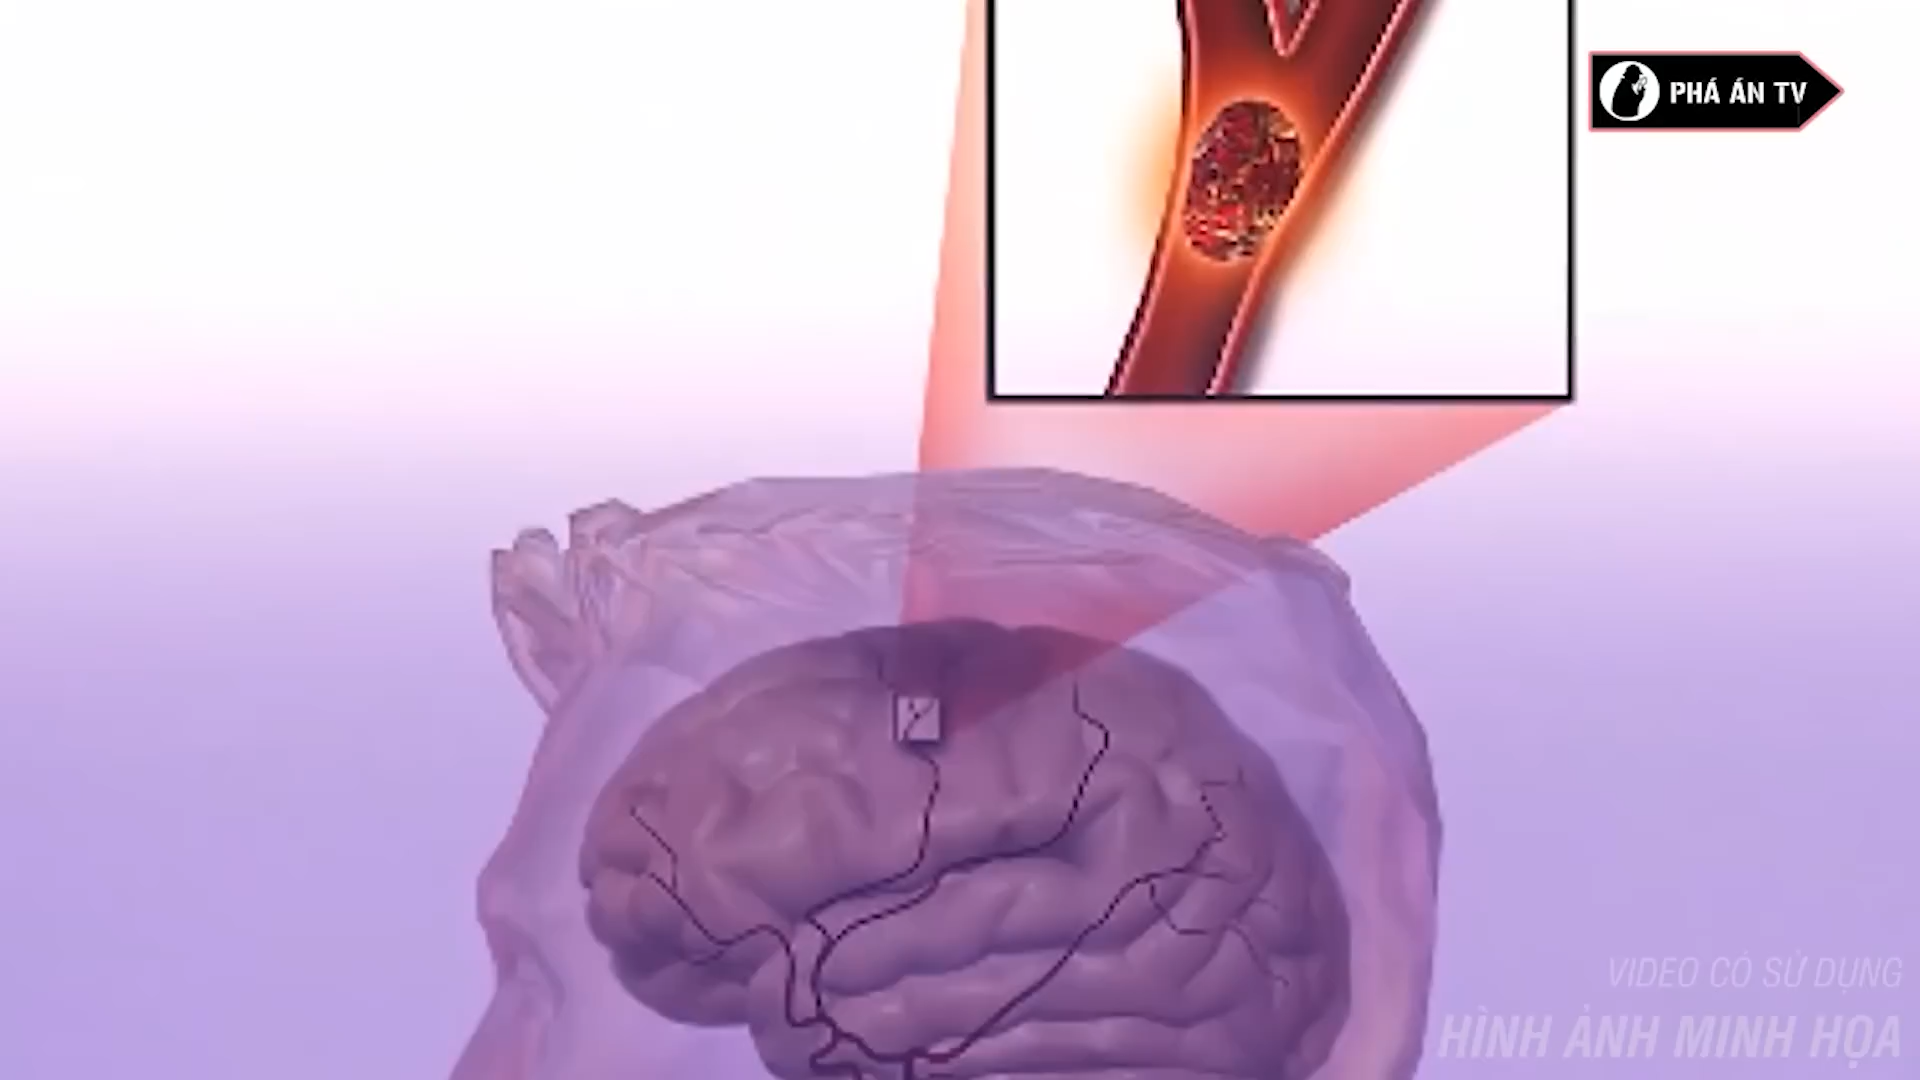 PHÁ ÁN TV
VIDEO CÓ SỬ DỤNG
HÌNH ẢNH MINH HỌA